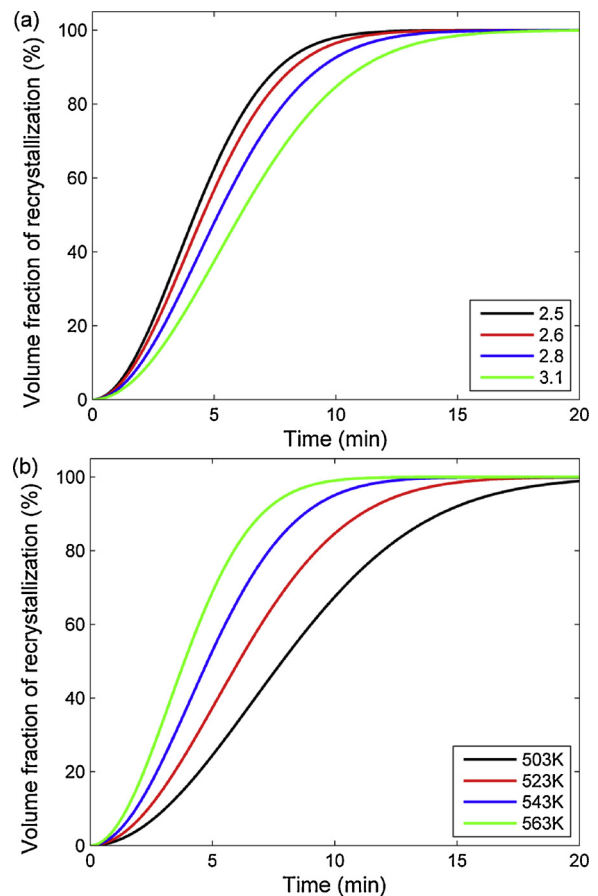 (a)
Volume fraction of recrystallization (%)
100
80
60
40
20
0
0 5 10 15 20
Time (min)
2.5
2.6
2.8
3.1
(b)
Volume fraction of recrystallization (%)
100
80
60
40
20
0
0 5 10 15 20
Time (min)
503K
523K
543K
563K